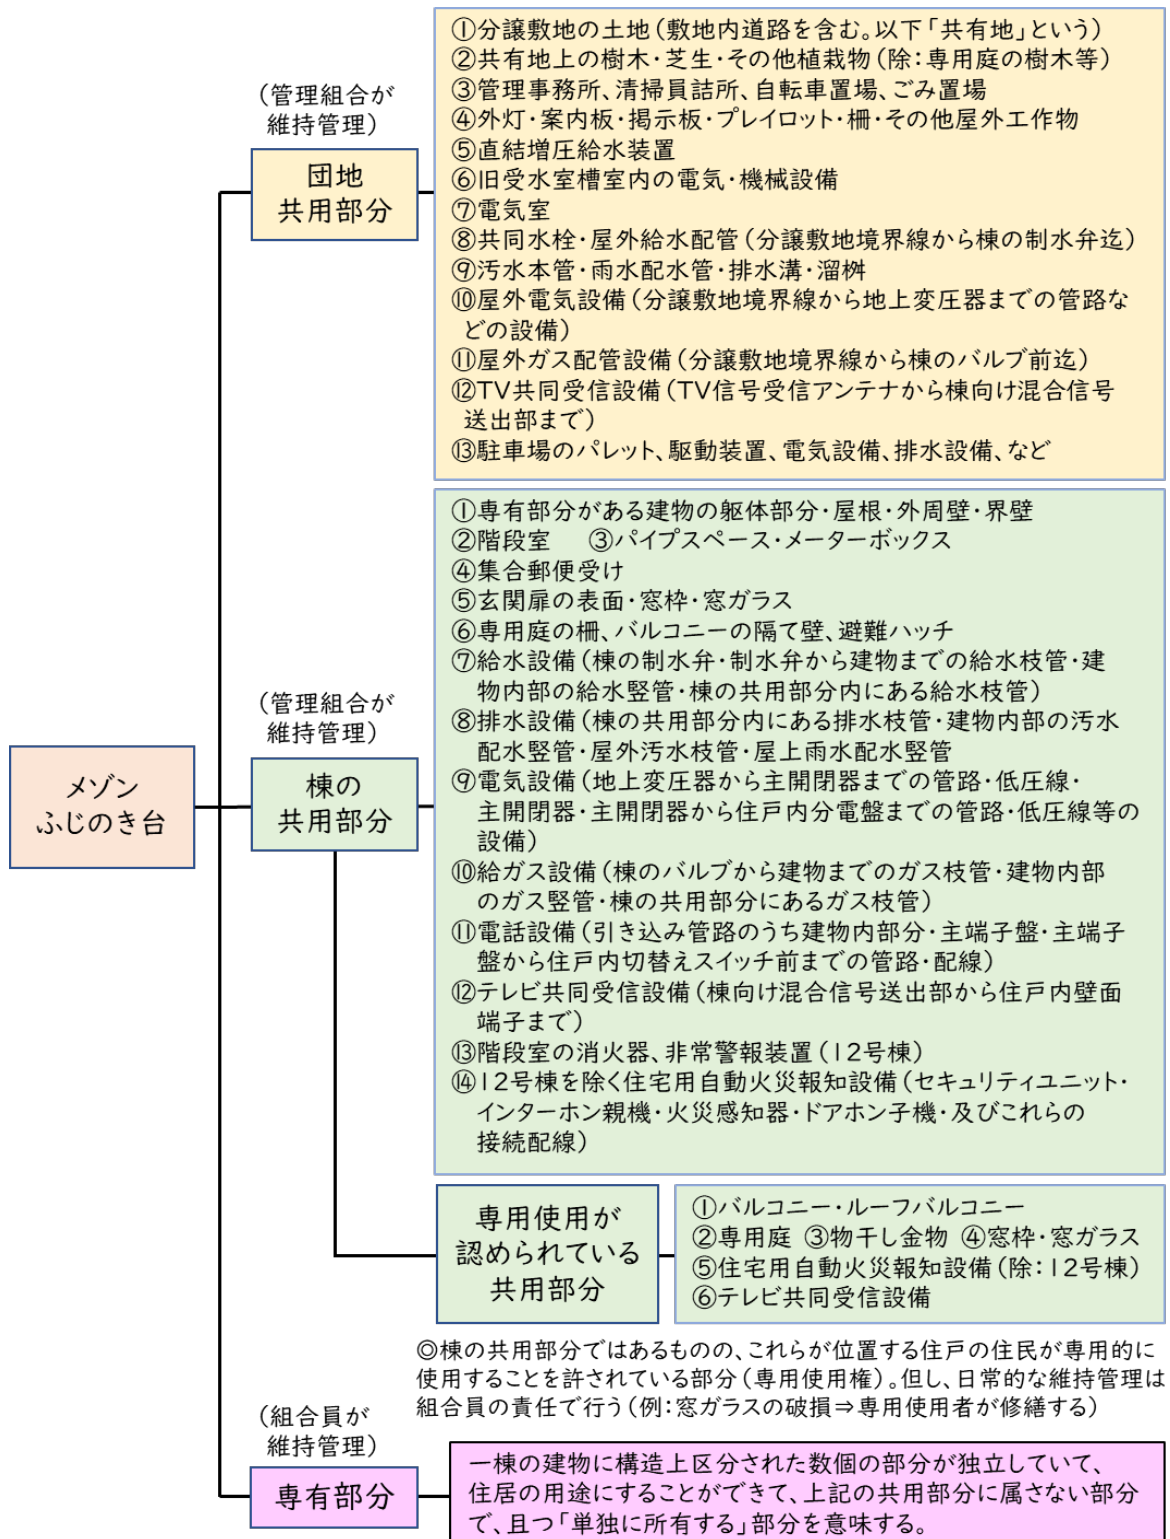 メゾン
ふじのき台
（管理組合が
維持管理）
団地
共用部分
①分譲敷地の土地（敷地内道路を含む。以下「共有地」という）
②共有地上の樹木・芝生・その他植栽物（除：専用庭の樹木等）
③管理事務所、清掃員詰所、自転車置場、ごみ置場
④外灯・案内板・掲示板・プレイロット・柵・その他屋外工作物
⑤直結増圧給水装置
⑥旧受水室槽室内の電気・機械設備
⑦電気室
⑧共同水栓・屋外給水配管（分譲敷地境界線から棟の制水弁迄）
⑨汚水本管・雨水配水管・排水溝・溜桝
⑩屋外電気設備（分譲敷地境界線から地上変圧器までの管路な
どの設備）
⑪屋外ガス配管設備（分譲敷地境界線から棟のバルブ前迄）
⑫TV共同受信設備（TV信号受信アンテナから棟向け混合信号
送出部まで）
⑬駐車場のパレット、駆動装置、電気設備、排水設備、など
（管理組合が
維持管理）
棟の
共用部分
①専有部分がある建物の躯体部分・屋根・外周壁・界壁
②階段室　③パイプスペース・メーターボックス
④集合郵便受け
⑤玄関扉の表面・窓枠・窓ガラス
⑥専用庭の柵、バルコニーの隔て壁、避難ハッチ
⑦給水設備（棟の制水弁・制水弁から建物までの給水枝管・建
物内部の給水竪管・棟の共用部分内にある給水枝管）
⑧排水設備（棟の共用部分内にある排水枝管・建物内部の汚水
配水竪管・屋外汚水枝管・屋上雨水配水竪管
⑨電気設備（地上変圧器から主開閉器までの管路・低圧線・
主開閉器・主開閉器から住戸内分電盤までの管路・低圧線等の
設備）
⑩給ガス設備（棟のバルブから建物までのガス枝管・建物内部
のガス竪管・棟の共用部分にあるガス枝管）
⑪電話設備（引き込み管路のうち建物内部分・主端子盤・主端子
盤から住戸内切替えスイッチ前までの管路・配線）
⑫テレビ共同受信設備（棟向け混合信号送出部から住戸内壁面
端子まで）
⑬階段室の消火器、非常警報装置（12号棟）
⑭12号棟を除く住宅用自動火災報知設備（セキュリティユニット・
インターホン親機・火災感知器・ドアホン子機・及びこれらの
接続配線）
専用使用が
認められている
共用部分
①バルコニー・ルーフバルコニー
②専用庭 ③物干し金物 ④窓枠・窓ガラス
⑤住宅用自動火災報知設備（除：12号棟）
⑥テレビ共同受信設備
◎棟の共用部分ではあるものの、これらが位置する住戸の住民が専用的に
使用することを許されている部分（専用使用権）。但し、日常的な維持管理は
組合員の責任で行う（例：窓ガラスの破損⇒専用使用者が修繕する）
（組合員が
維持管理）
専有部分
一棟の建物に構造上区分された数個の部分が独立していて、
住居の用途にすることができて、上記の共用部分に属さない部分
で、且つ「単独に所有する」部分を意味する。